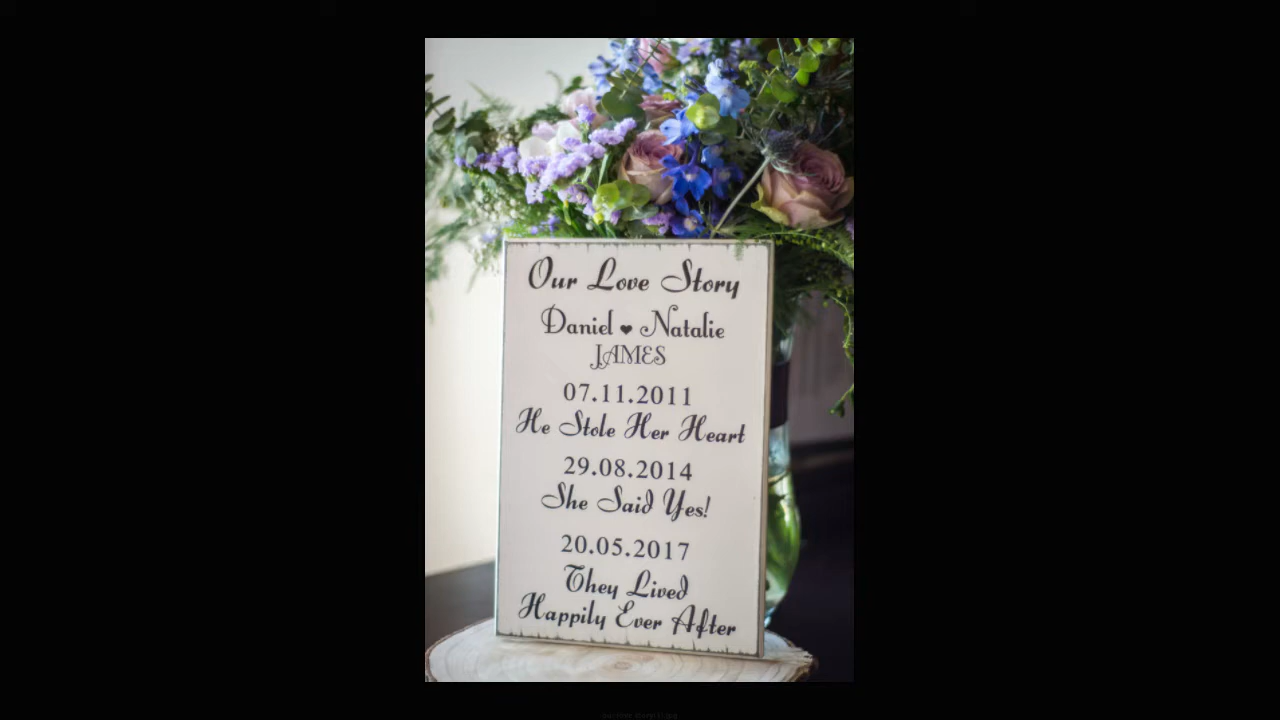 Our Love Story
Daniel ♥ Natalie
JAMES
07.11.2011
He Stole Her Heart
29.08.2014
She Said Yes!
20.05.2017
They Lived
Happily Ever After